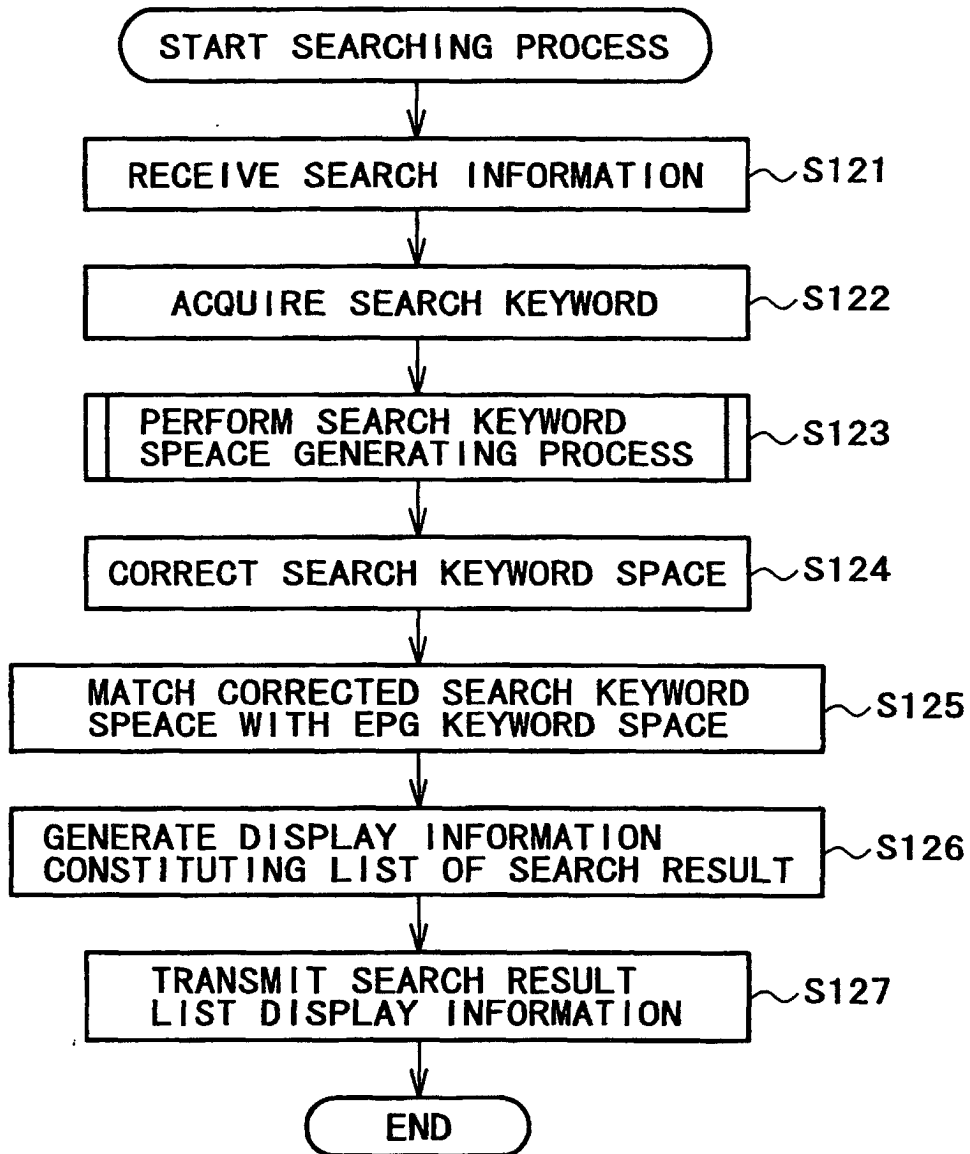 START SEARCHING PROCESS
RECEIVE SEARCH INFORMATION
S121
ACQUIRE SEARCH KEYWORD
S122
PERFORM SEARCH KEYWORD
SPEACE GENERATING PROCESS
S123
CORRECT SEARCH KEYWORD SPACE
S124
MATCH CORRECTED SEARCH KEYWORD
SPEACE WITH EPG KEYWORD SPACE
S125
GENERATE DISPLAY INFORMATION
CONSTITUTING LIST OF SEARCH RESULT
S126
TRANSMIT SEARCH RESULT
LIST DISPLAY INFORMATION
S127
END